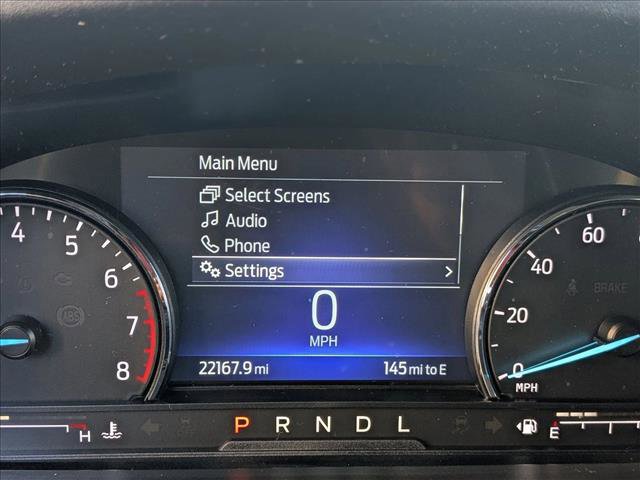 Main Menu
Select Screens
Audio
Phone
Settings
0
MPH
22167.9 mi
145 mi to E
4
5
6
7
8
ABS
0
20
40
60
MPH
BRAKE
H
P R N D L
E